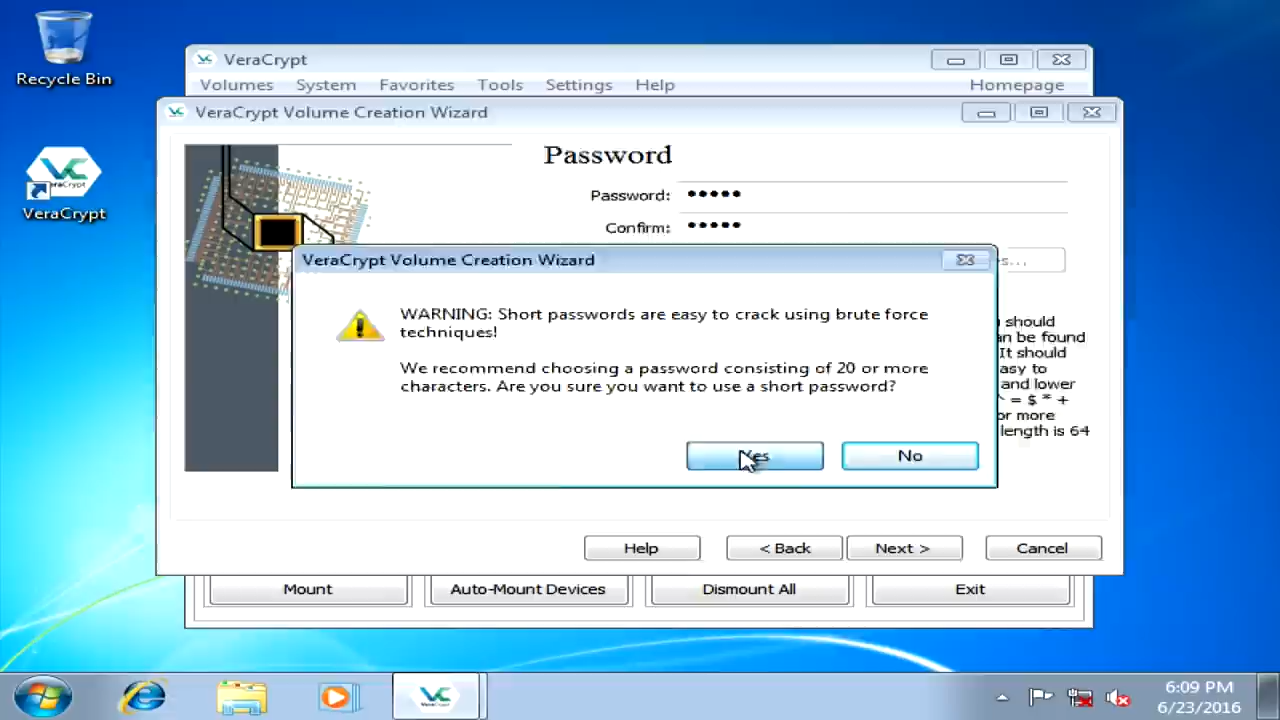 Recycle Bin
VeraCrypt
VeraCrypt
Volumes System Favorites Tools Settings Help Homepage
VeraCrypt Volume Creation Wizard
Password
Password: •••••
Confirm: •••••
VeraCrypt Volume Creation Wizard
WARNING: Short passwords are easy to crack using brute force
techniques!
We recommend choosing a password consisting of 20 or more
characters. Are you sure you want to use a short password?
Yes No
should
can be found
It should
and lower
= $ * +
or more
length is 64
Help < Back Next > Cancel
Mount Auto-Mount Devices Dismount All Exit
6:09 PM
6/23/2016